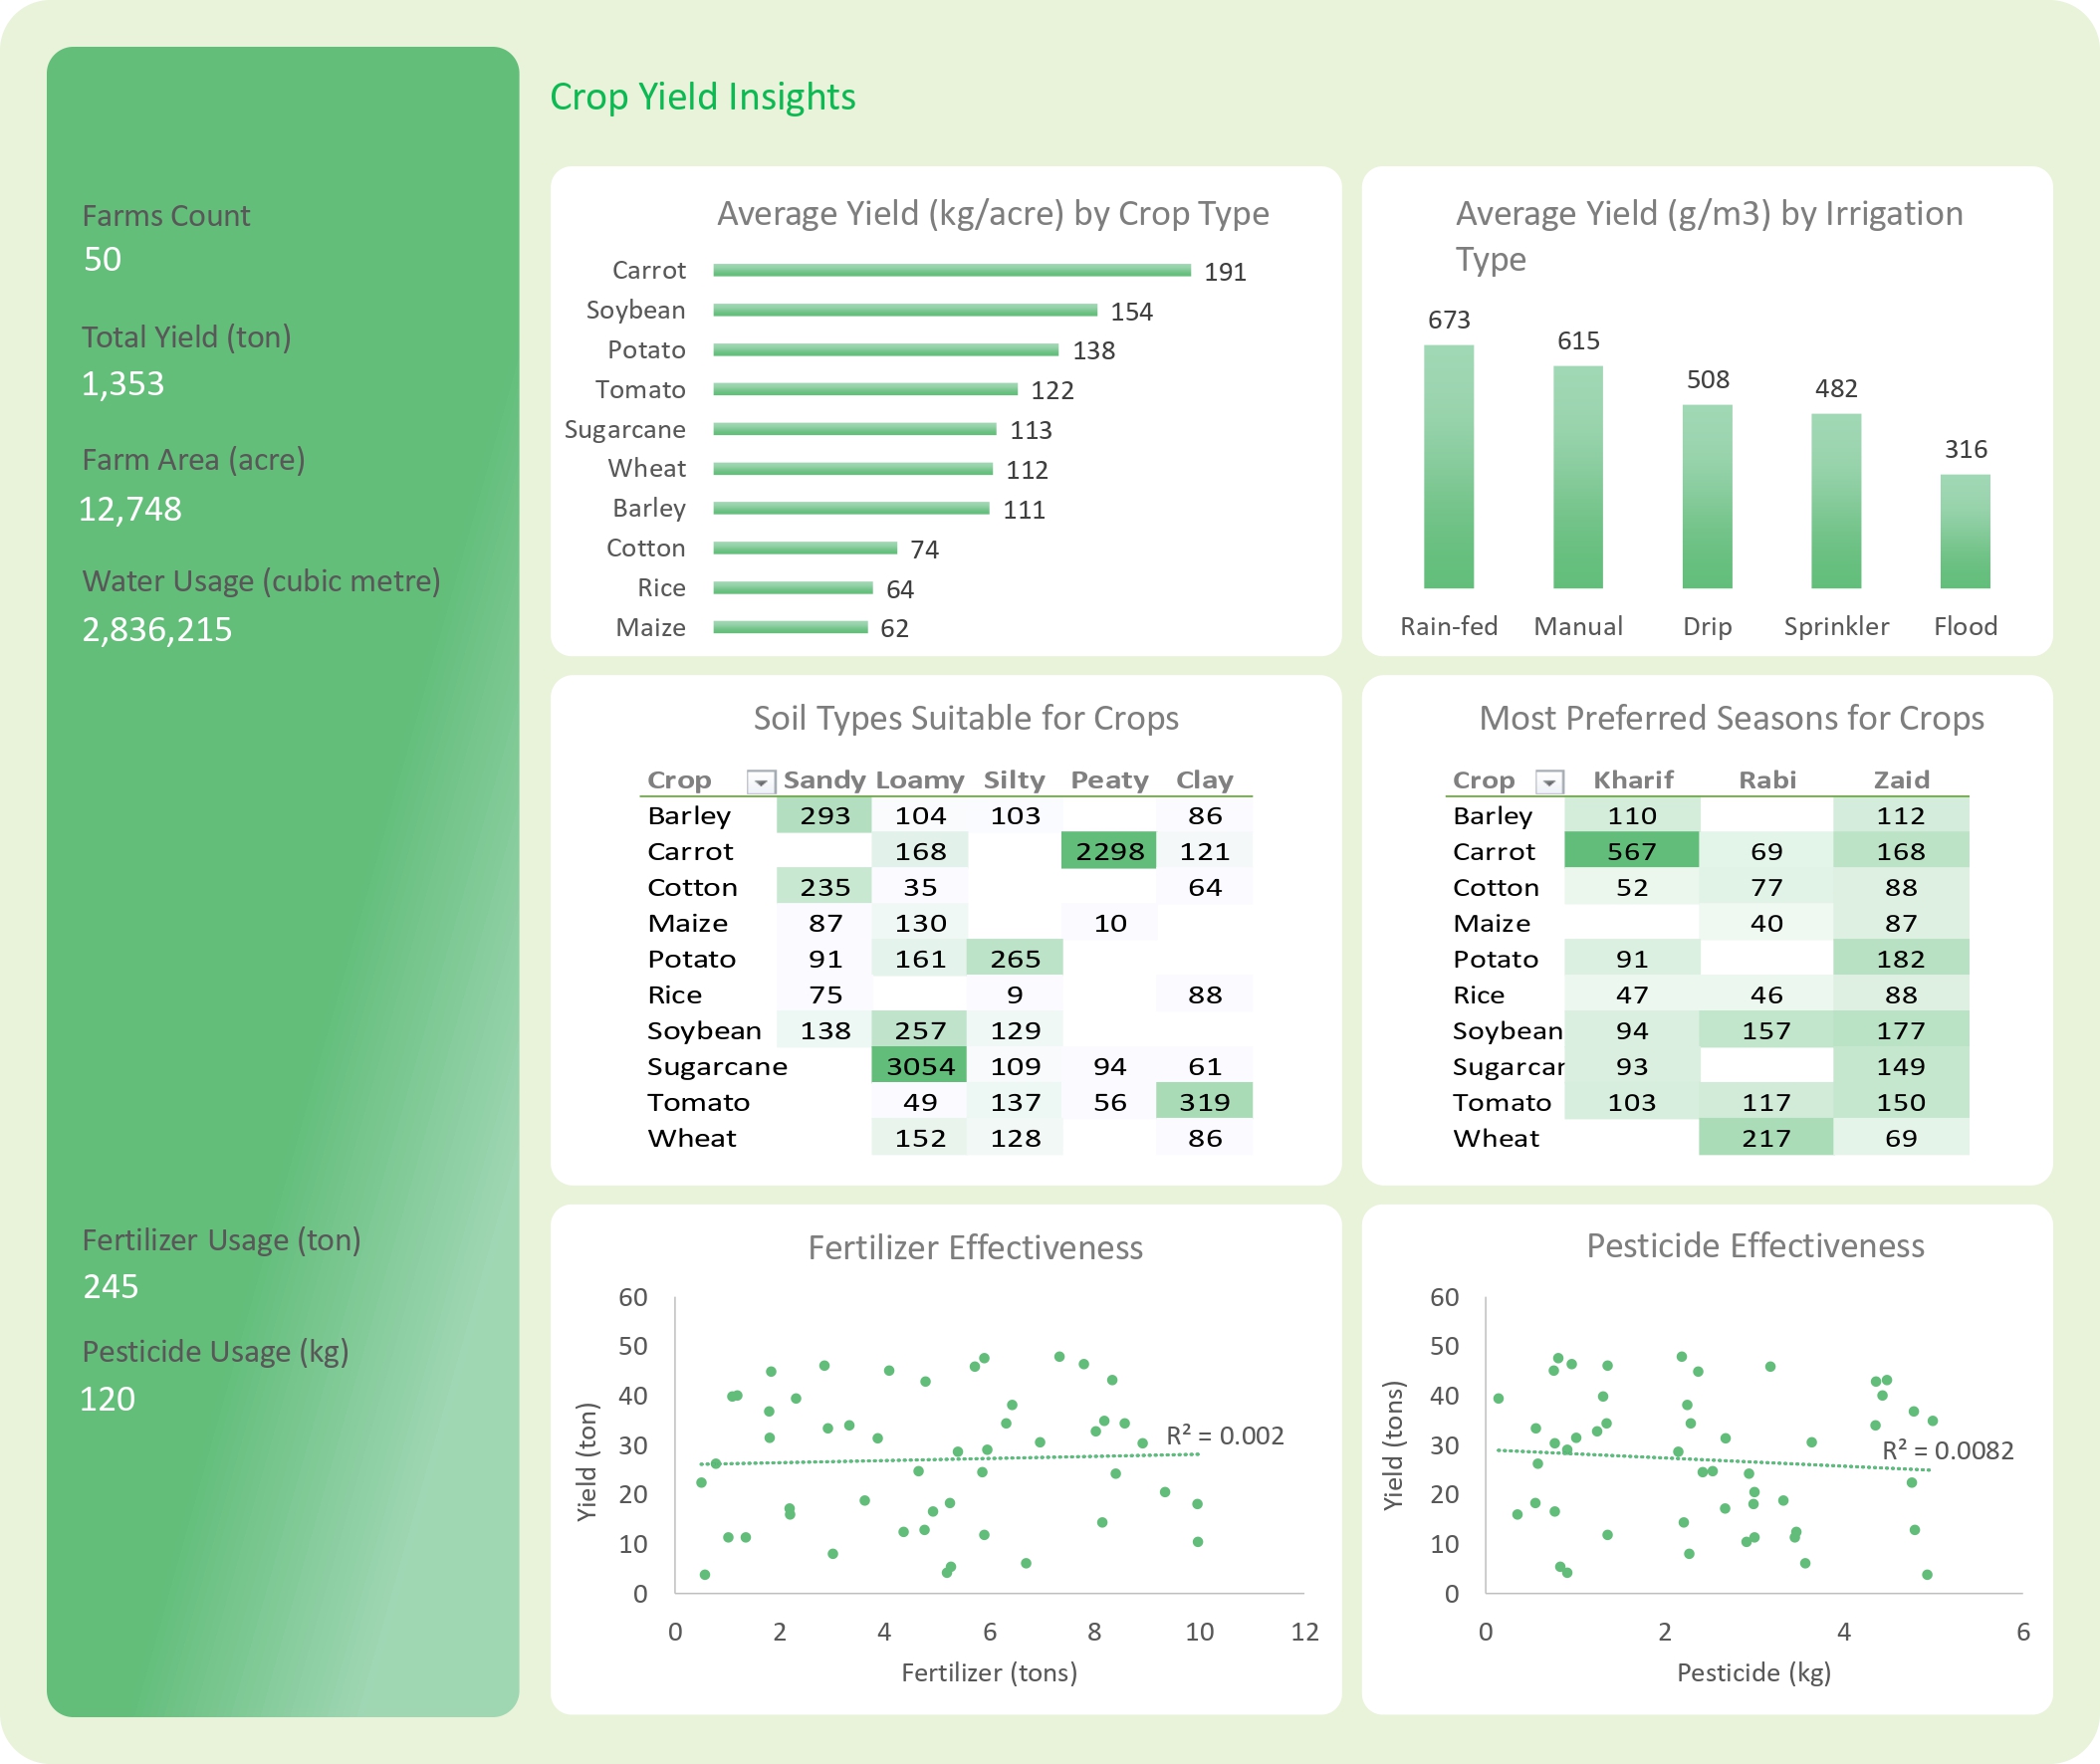 Crop Yield Insights
Farms Count
50
Total Yield (ton)
1,353
Farm Area (acre)
12,748
Water Usage (cubic metre)
2,836,215
Fertilizer Usage (ton)
245
Pesticide Usage (kg)
120
Average Yield (kg/acre) by Crop Type
Carrot 191
Soybean 154
Potato 138
Tomato 122
Sugarcane 113
Wheat 112
Barley 111
Cotton 74
Rice 64
Maize 62
Average Yield (g/m3) by Irrigation
Type
673 615 508 482 316
Rain-fed Manual Drip Sprinkler Flood
Soil Types Suitable for Crops
Crop Sandy Loamy Silty Peaty Clay
Barley 293 104 103 86
Carrot 168 2298 121
Cotton 235 35 64
Maize 87 130 10
Potato 91 161 265
Rice 75 9 88
Soybean 138 257 129
Sugarcane 3054 109 94 61
Tomato 49 137 56 319
Wheat 152 128 86
Most Preferred Seasons for Crops
Crop Kharif Rabi Zaid
Barley 110 112
Carrot 567 69 168
Cotton 52 77 88
Maize 40 87
Potato 91 182
Rice 47 46 88
Soybean 94 157 177
Sugarcar 93 149
Tomato 103 117 150
Wheat 217 69
Fertilizer Effectiveness
60
50
40
30
20
10
0
Yield (ton)
R² = 0.002
0 2 4 6 8 10 12
Fertilizer (tons)
Pesticide Effectiveness
60
50
40
30
20
10
0
Yield (tons)
R² = 0.0082
0 2 4 6
Pesticide (kg)